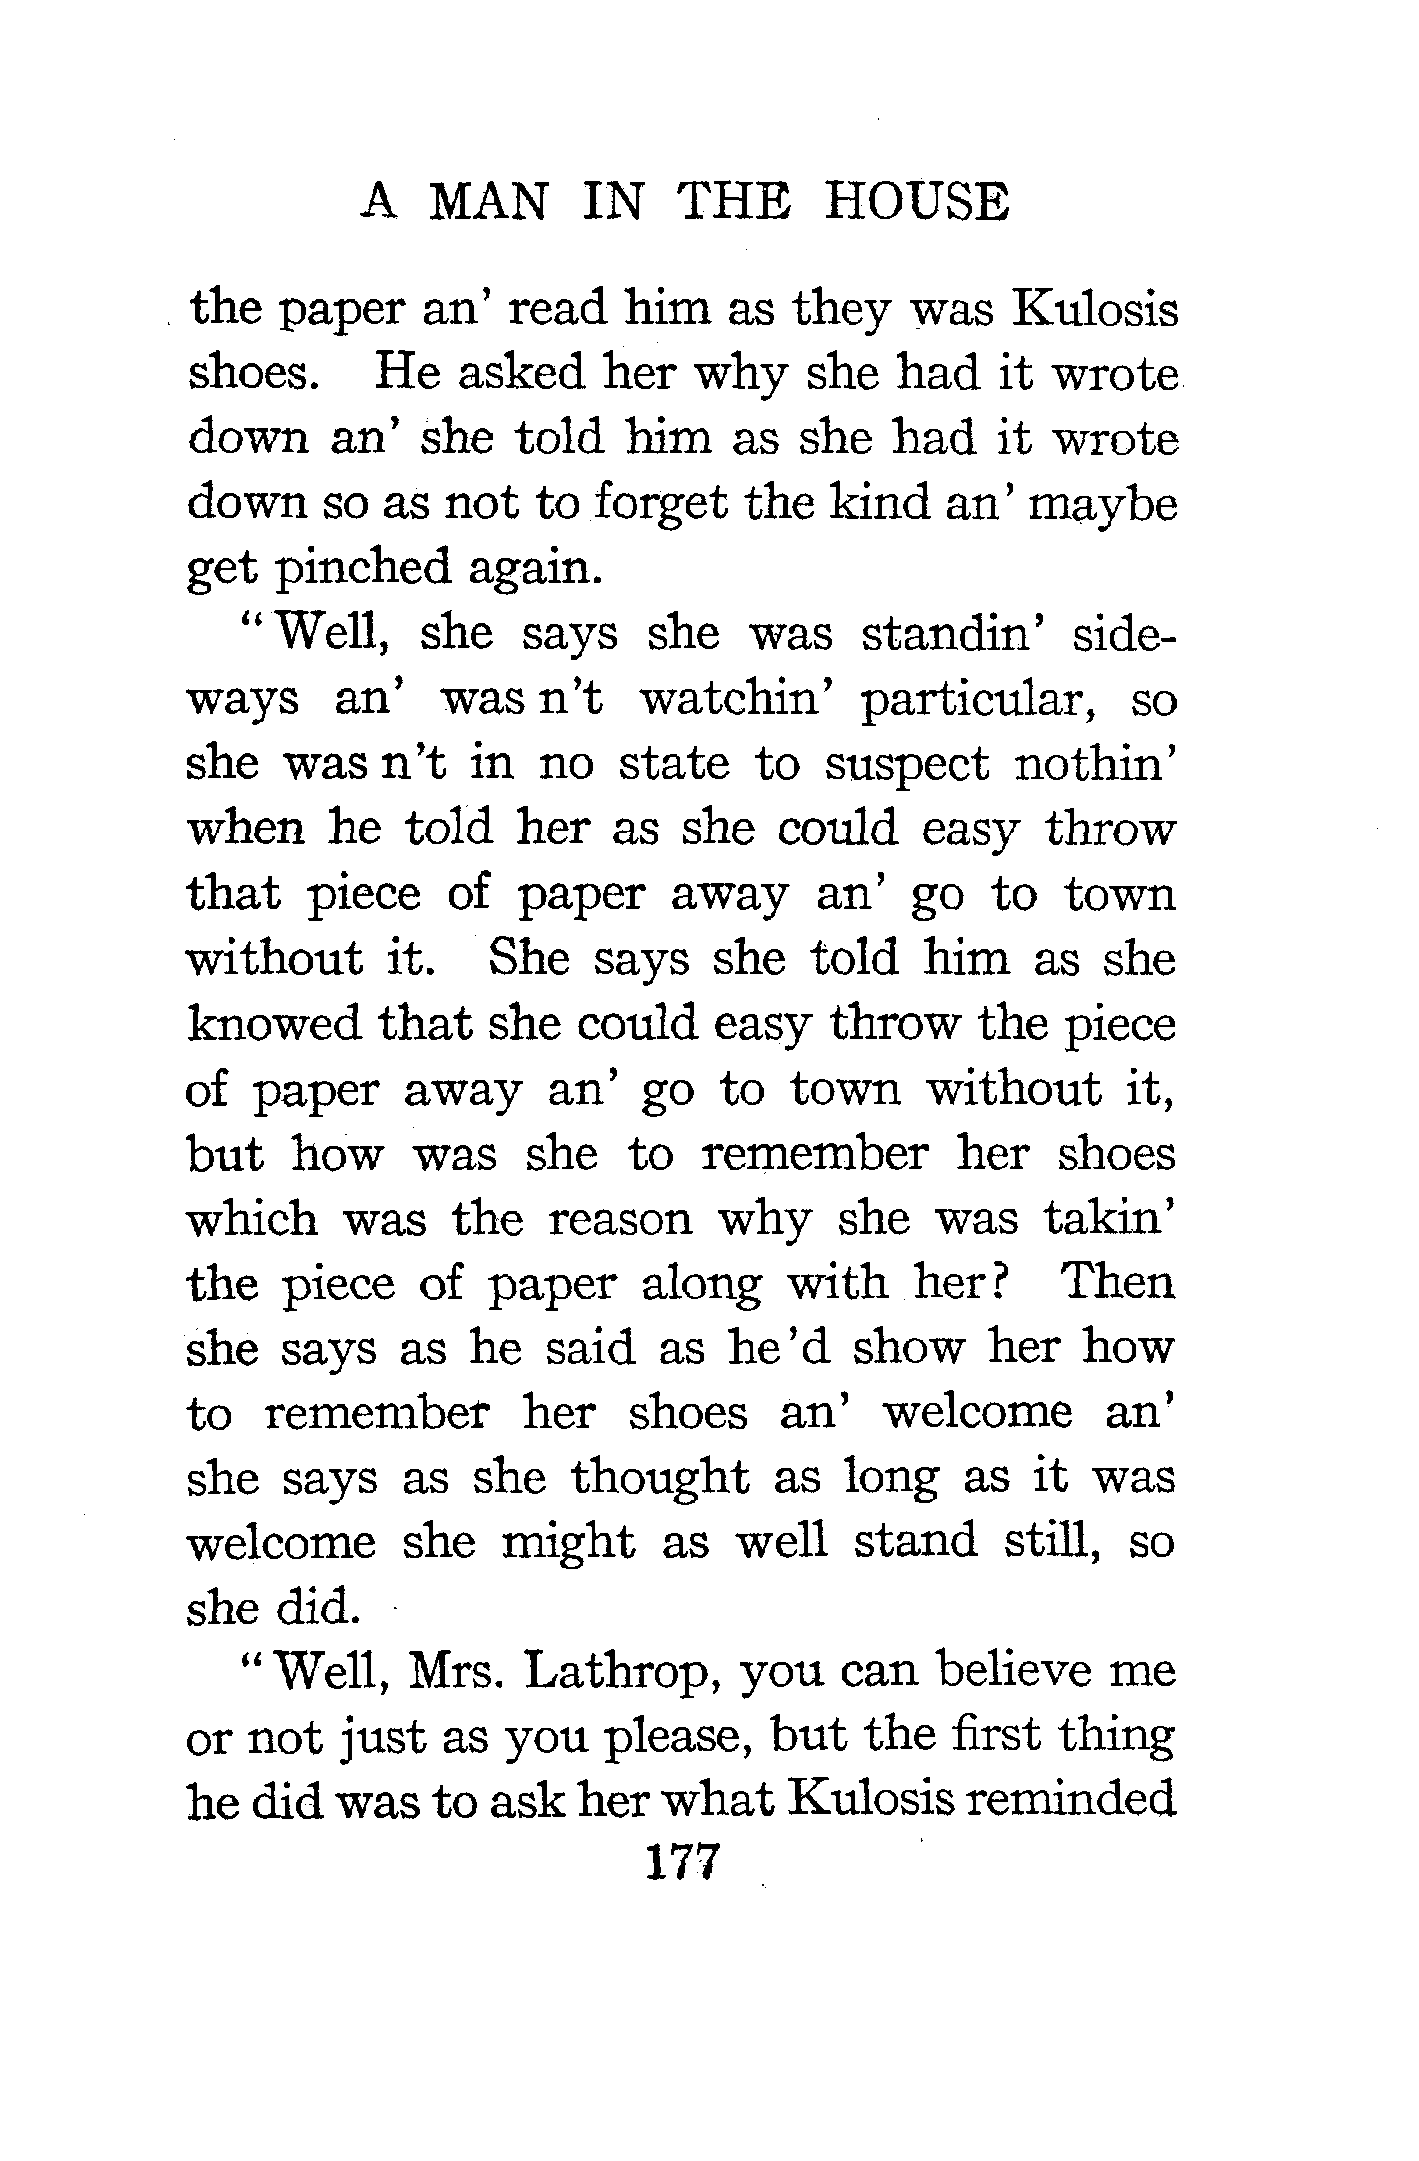 A MAN IN THE HOUSE
the paper an' read him as they was Kulosis
shoes. He asked her why she had it wrote
down an' she told him as she had it wrote
down so as not to forget the kind an' maybe
get pinched again.
"Well, she says she was standin' side-
ways an' was n't watchin' particular, so
she was n't in no state to suspect nothin'
when he told her as she could easy throw
that piece of paper away an' go to town
without it. She says she told him as she
knowed that she could easy throw the piece
of paper away an' go to town without it,
but how was she to remember her shoes
which was the reason why she was takin'
the piece of paper along with her? Then
she says as he said as he'd show her how
to remember her shoes an' welcome an'
she says as she thought as long as it was
welcome she might as well stand still, so
she did.
"Well, Mrs. Lathrop, you can believe me
or not just as you please, but the first thing
he did was to ask her what Kulosis reminded
177